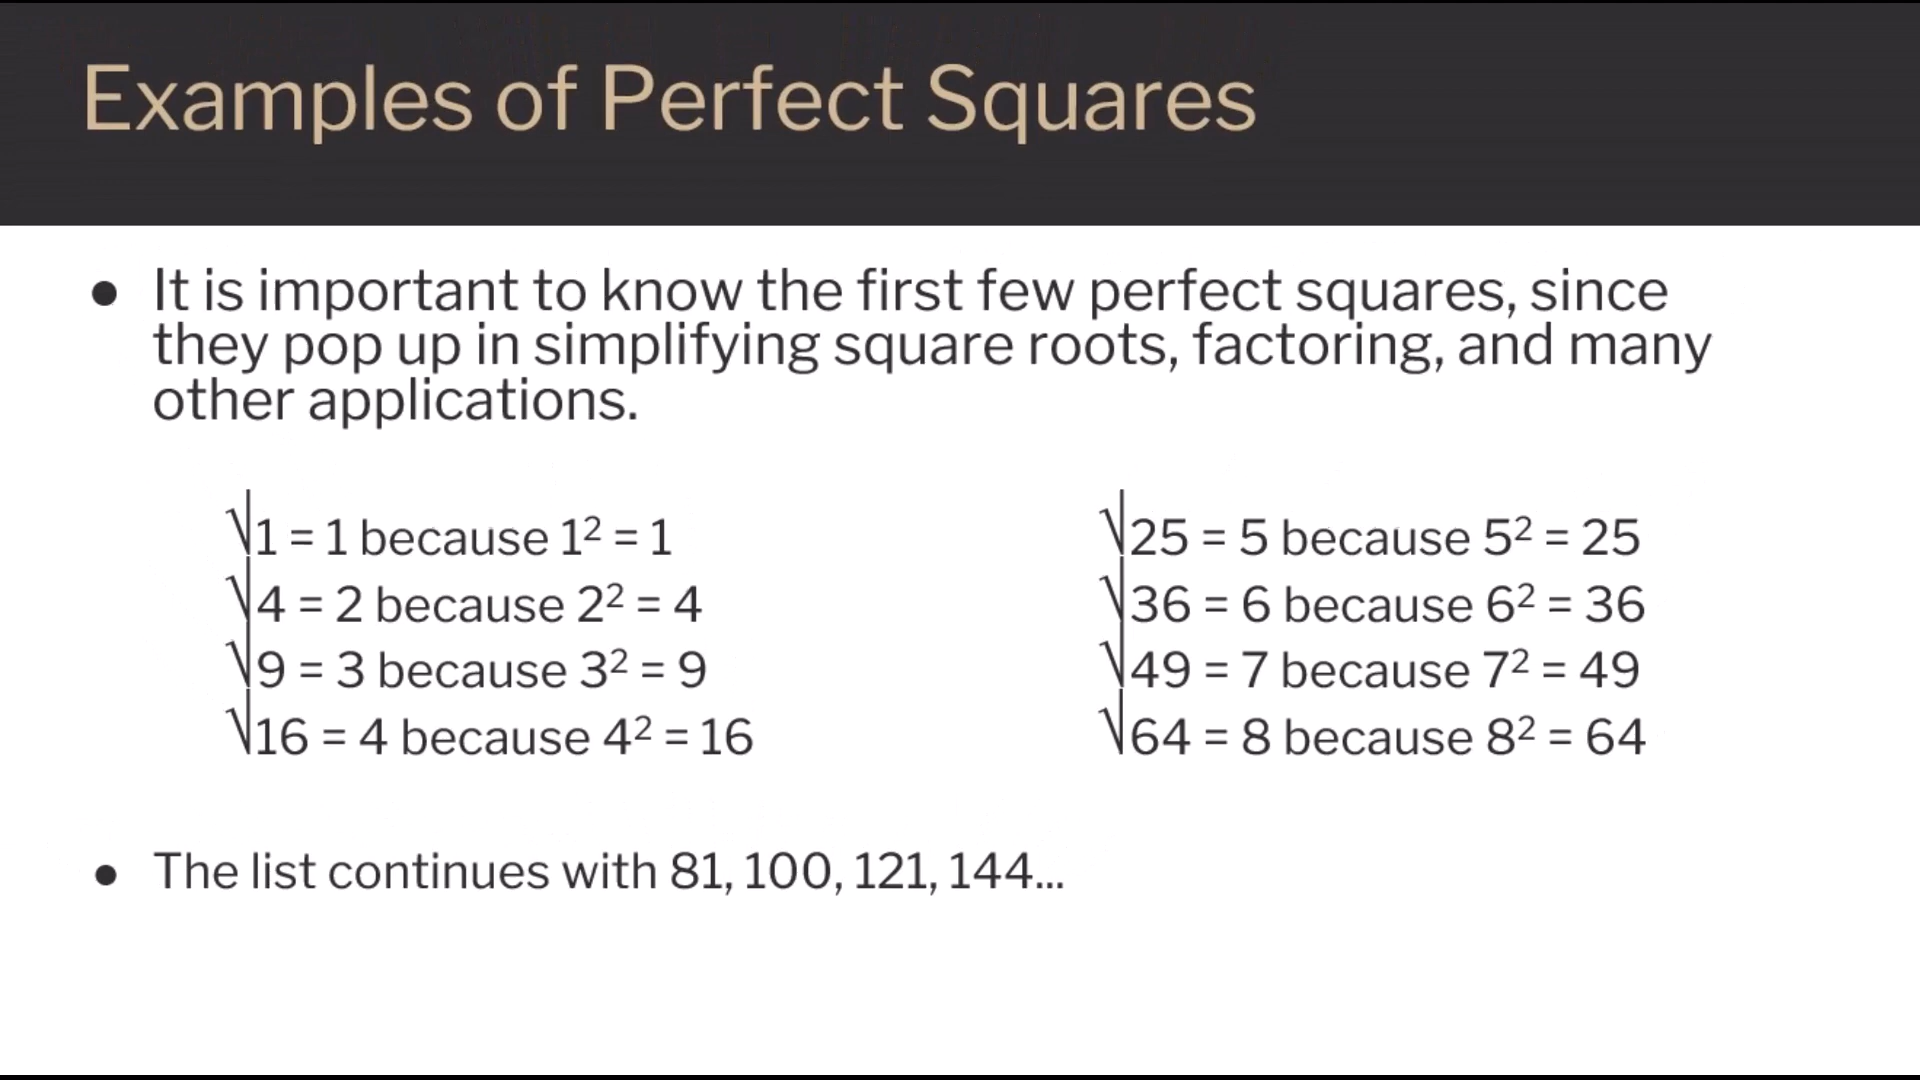 Examples of Perfect Squares
● It is important to know the first few perfect squares, since
they pop up in simplifying square roots, factoring, and many
other applications.
√1 = 1 because 1² = 1
√4 = 2 because 2² = 4
√9 = 3 because 3² = 9
√16 = 4 because 4² = 16
√25 = 5 because 5² = 25
√36 = 6 because 6² = 36
√49 = 7 because 7² = 49
√64 = 8 because 8² = 64
● The list continues with 81, 100, 121, 144...